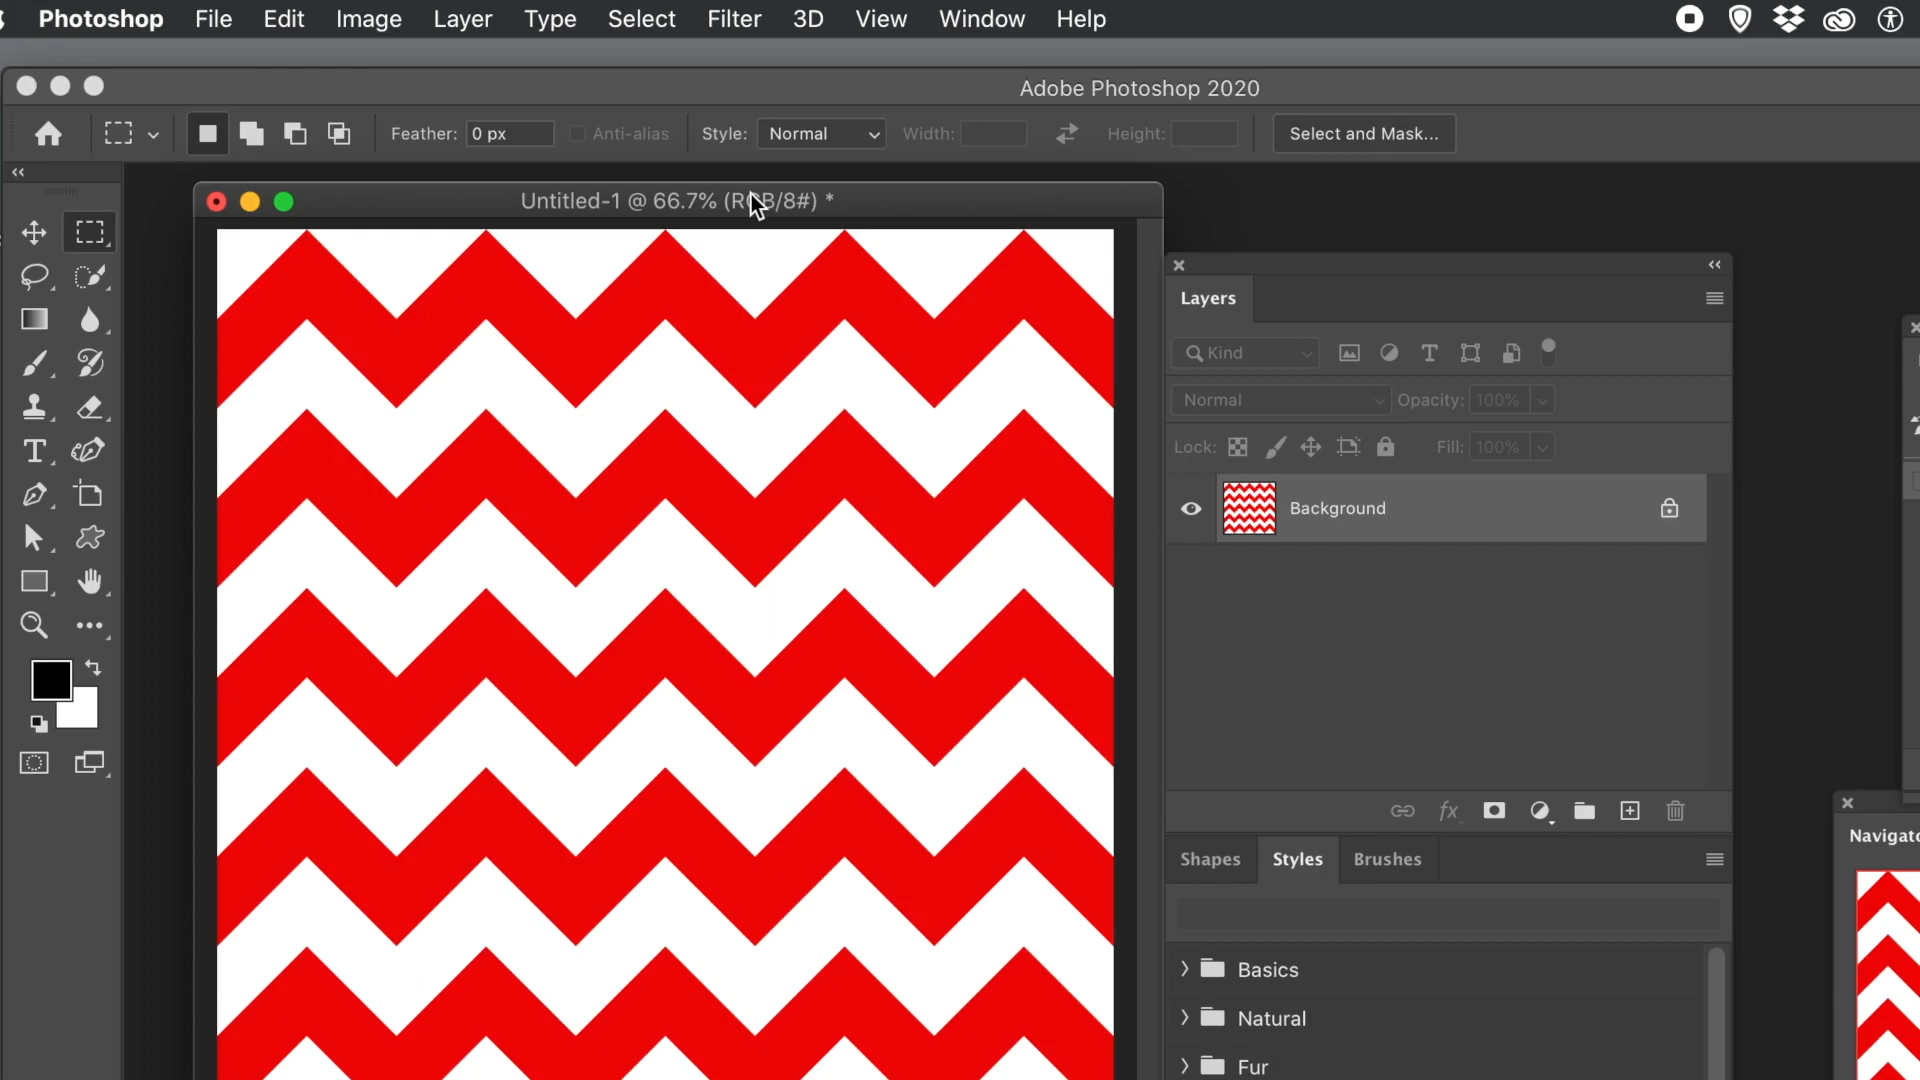 Photoshop File Edit Image Layer Type Select Filter 3D View Window Help
Adobe Photoshop 2020
Feather: 0 px Anti-alias Style: Normal Width: Height: Select and Mask...
Untitled-1 @ 66.7% (RGB/8#) *
Layers
Kind
Normal Opacity: 100%
Lock: Fill: 100%
Background
Shapes Styles Brushes
Basics
Natural
Fur